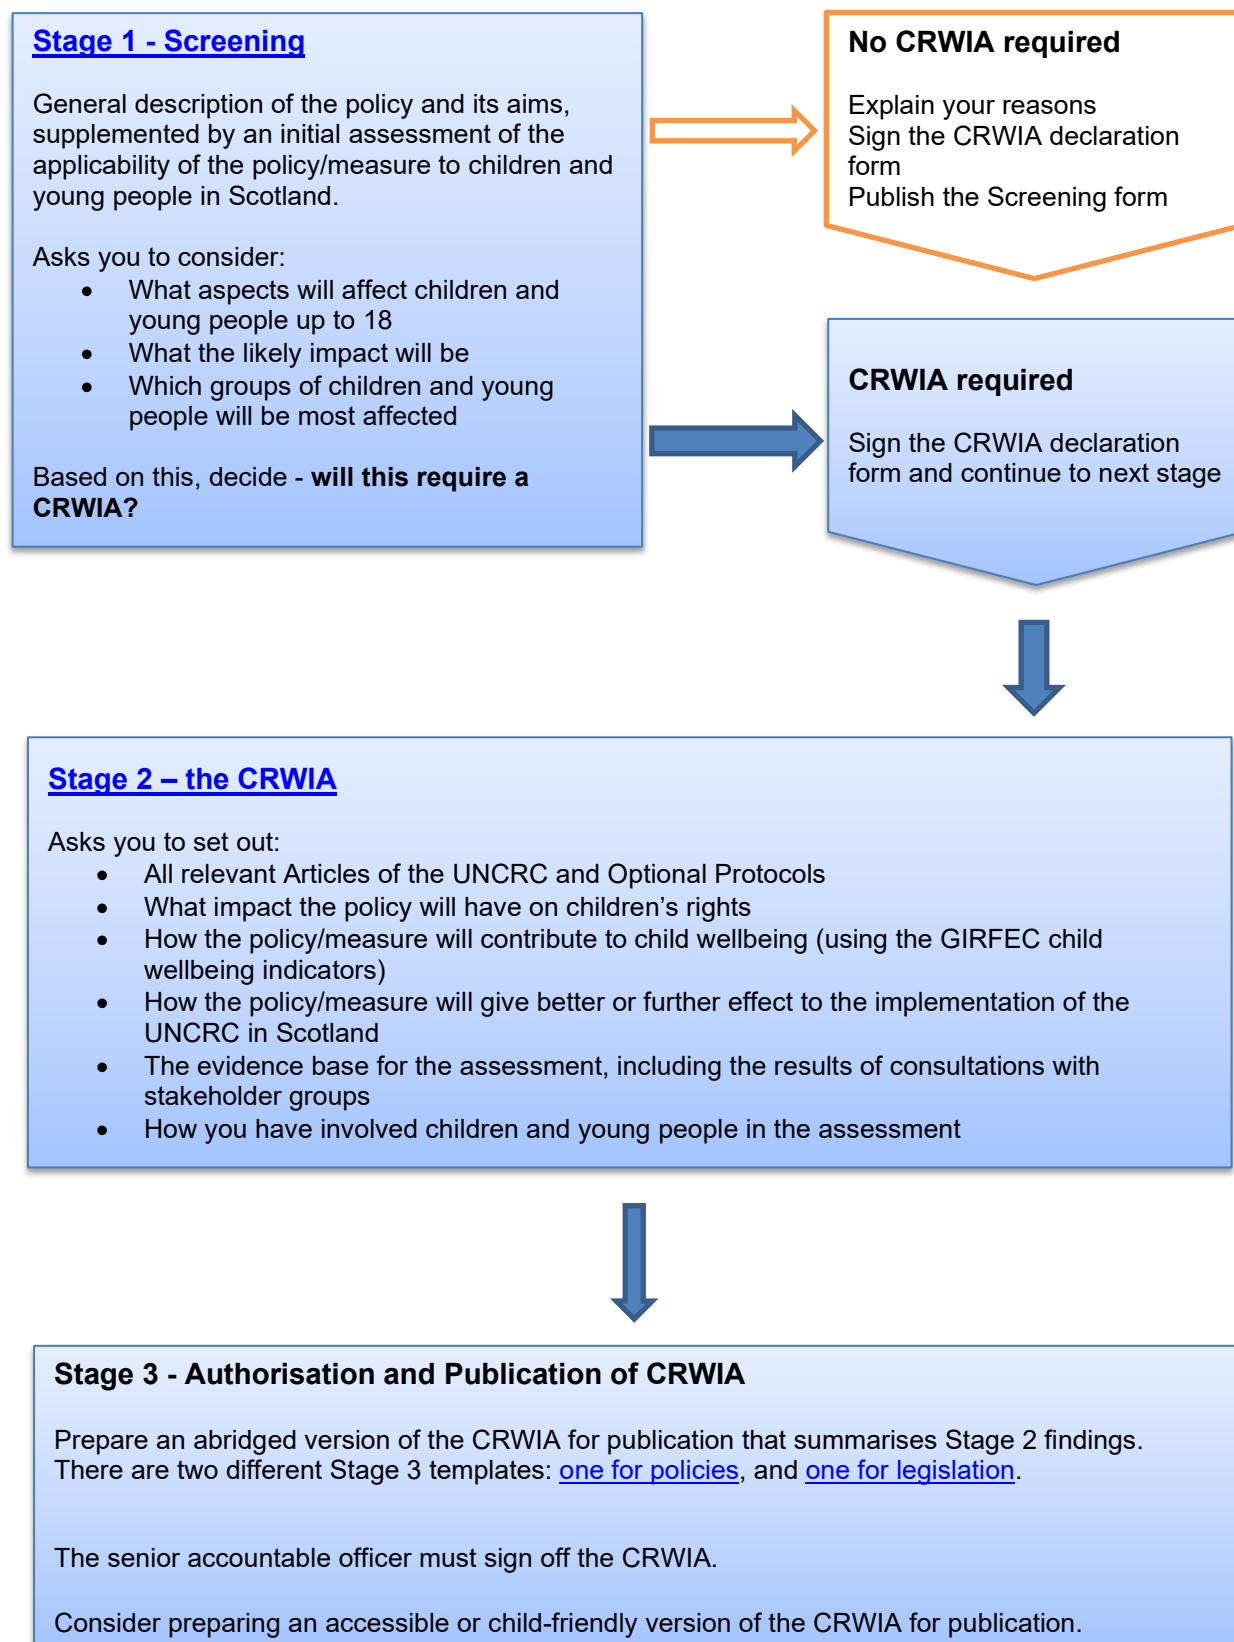 Stage 1 - Screening
General description of the policy and its aims,
supplemented by an initial assessment of the
applicability of the policy/measure to children and
young people in Scotland.
Asks you to consider:
• What aspects will affect children and
young people up to 18
• What the likely impact will be
• Which groups of children and young
people will be most affected
Based on this, decide - will this require a
CRWIA?
No CRWIA required
Explain your reasons
Sign the CRWIA declaration
form
Publish the Screening form
CRWIA required
Sign the CRWIA declaration
form and continue to next stage
Stage 2 – the CRWIA
Asks you to set out:
• All relevant Articles of the UNCRC and Optional Protocols
• What impact the policy will have on children’s rights
• How the policy/measure will contribute to child wellbeing (using the GIRFEC child
wellbeing indicators)
• How the policy/measure will give better or further effect to the implementation of the
UNCRC in Scotland
• The evidence base for the assessment, including the results of consultations with
stakeholder groups
• How you have involved children and young people in the assessment
Stage 3 - Authorisation and Publication of CRWIA
Prepare an abridged version of the CRWIA for publication that summarises Stage 2 findings.
There are two different Stage 3 templates: one for policies, and one for legislation.
The senior accountable officer must sign off the CRWIA.
Consider preparing an accessible or child-friendly version of the CRWIA for publication.